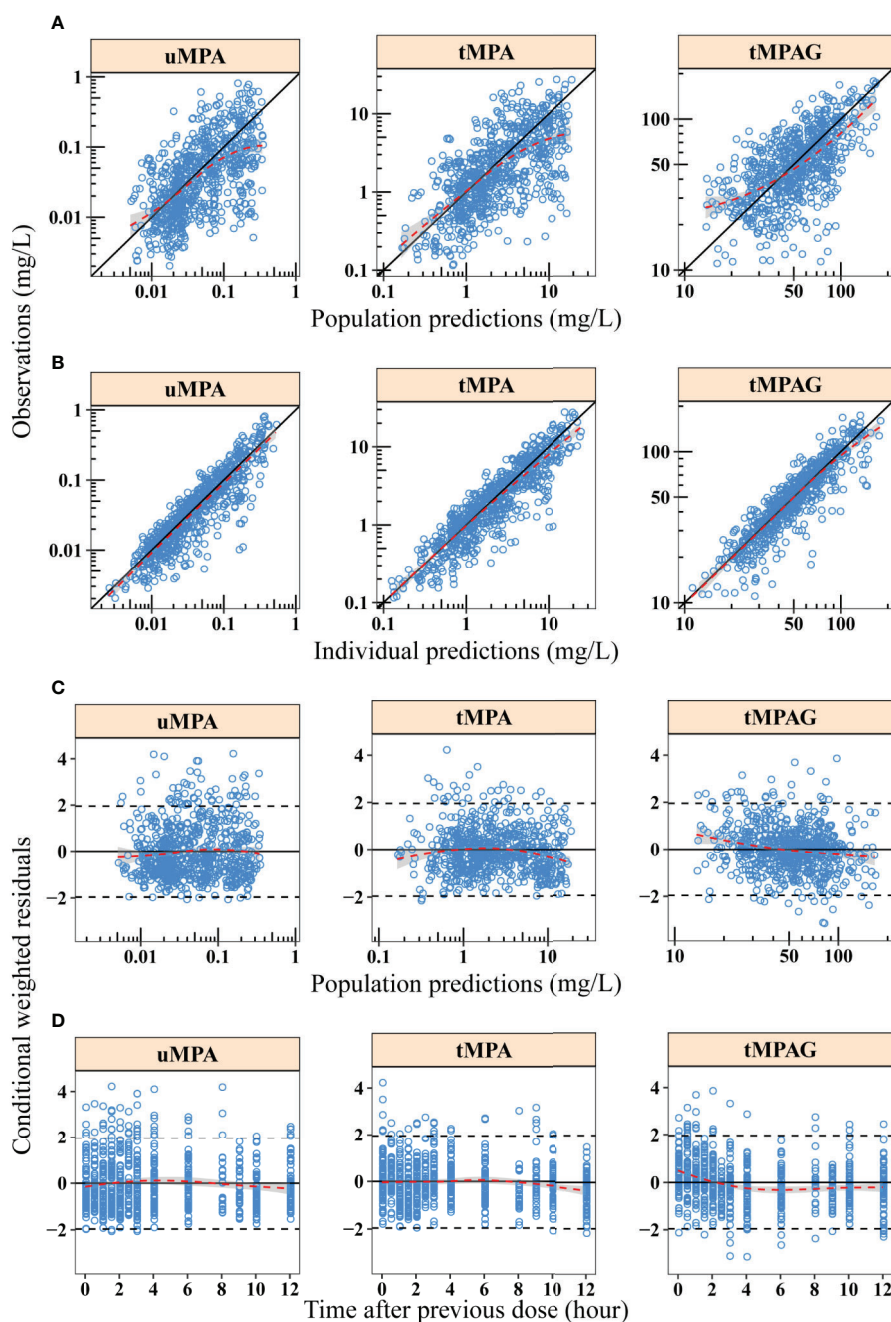 A
uMPA tMPA tMPAG
1
0.1
0.01
10
1
0.1
100
50
10
0.01 0.1 1
0.1 1 10
10 50 100
Population predictions (mg/L)
Observations (mg/L)
B
uMPA tMPA tMPAG
1
0.1
0.01
10
1
0.1
100
50
10
0.01 0.1 1
0.1 1 10
10 50 100
Individual predictions (mg/L)
C
uMPA tMPA tMPAG
4
2
0
−2
4
2
0
−2
4
2
0
−2
0.01 0.1 1
0.1 1 10
10 50 100
Population predictions (mg/L)
Conditional weighted residuals
D
uMPA tMPA tMPAG
4
2
0
−2
4
2
0
−2
4
2
0
−2
0 2 4 6 8 10 12
0 2 4 6 8 10 12
0 2 4 6 8 10 12
Time after previous dose (hour)